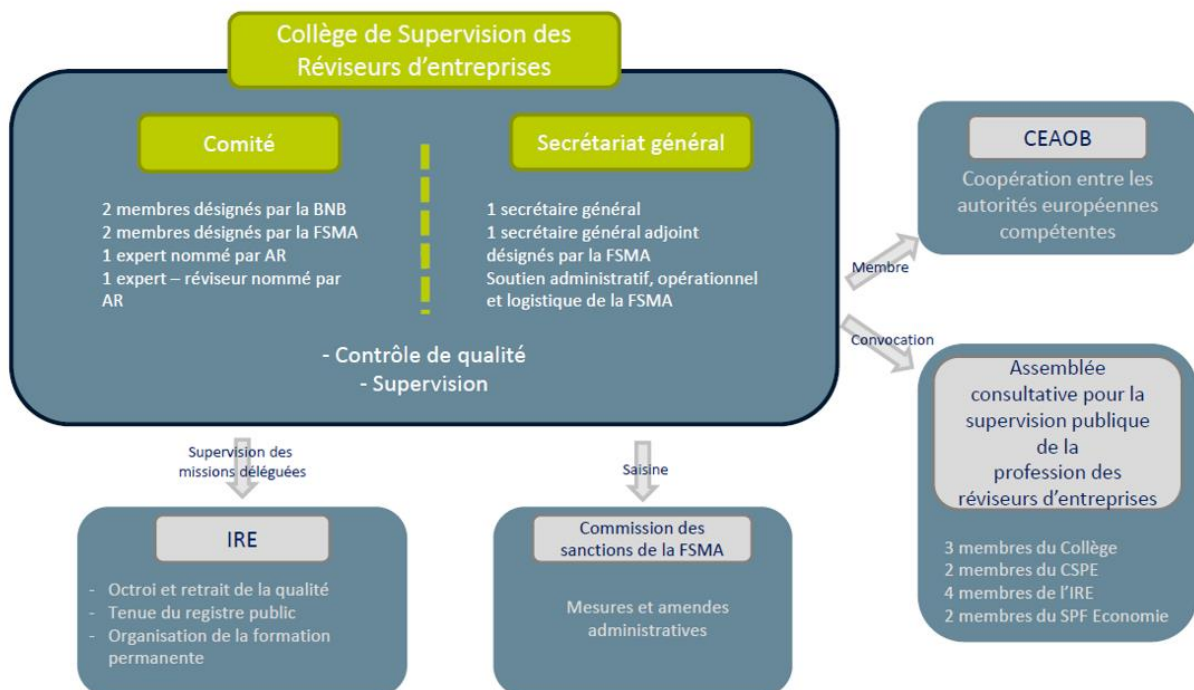 Collège de Supervision des
Réviseurs d’entreprises
Comité
2 membres désignés par la BNB
2 membres désignés par la FSMA
1 expert nommé par AR
1 expert – réviseur nommé par
AR
Secrétariat général
1 secrétaire général
1 secrétaire général adjoint
désignés par la FSMA
Soutien administratif, opérationnel
et logistique de la FSMA
- Contrôle de qualité
- Supervision
Membre
CEAOB
Coopération entre les
autorités européennes
compétentes
Convocation
Assemblée
consultative pour la
supervision publique
de la
profession des
réviseurs d’entreprises
3 membres du Collège
2 membres du CSPE
4 membres de l’IRE
2 membres du SPF Economie
Supervision des
missions déléguées
IRE
- Octroi et retrait de la qualité
- Tenue du registre public
- Organisation de la formation
permanente
Saisine
Commission des
sanctions de la FSMA
Mesures et amendes
administratives